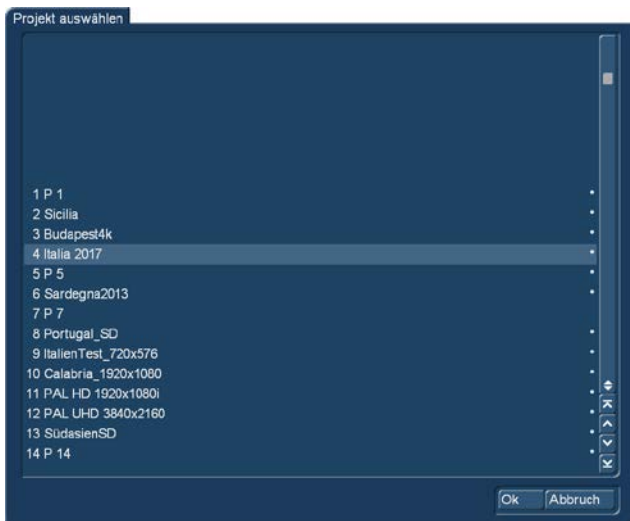 Projekt auswählen
1 P 1
2 Sicilia
3 Budapest4k
4 Italia 2017
5 P 5
6 Sardegna2013
7 P 7
8 Portugal_SD
9 ItalienTest_720x576
10 Calabria_1920x1080
11 PAL HD 1920x1080i
12 PAL UHD 3840x2160
13 SüdasienSD
14 P 14
Ok Abbruch